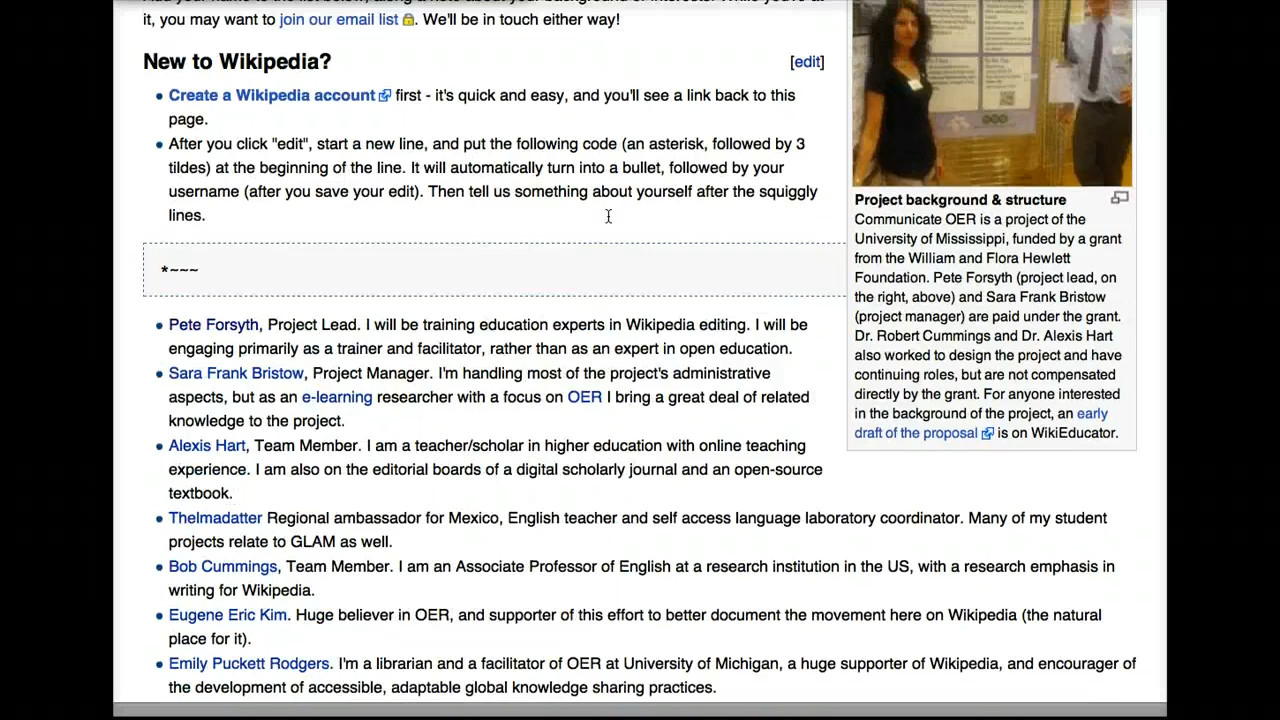 it, you may want to join our email list. We'll be in touch either way!
New to Wikipedia?
[edit]
Create a Wikipedia account first - it's quick and easy, and you'll see a link back to this
page.
After you click "edit", start a new line, and put the following code (an asterisk, followed by 3
tildes) at the beginning of the line. It will automatically turn into a bullet, followed by your
username (after you save your edit). Then tell us something about yourself after the squiggly
lines.
*~~~
Pete Forsyth, Project Lead. I will be training education experts in Wikipedia editing. I will be
engaging primarily as a trainer and facilitator, rather than as an expert in open education.
Sara Frank Bristow, Project Manager. I'm handling most of the project's administrative
aspects, but as an e-learning researcher with a focus on OER I bring a great deal of related
knowledge to the project.
Alexis Hart, Team Member. I am a teacher/scholar in higher education with online teaching
experience. I am also on the editorial boards of a digital scholarly journal and an open-source
textbook.
Thelmadatter Regional ambassador for Mexico, English teacher and self access language laboratory coordinator. Many of my student
projects relate to GLAM as well.
Bob Cummings, Team Member. I am an Associate Professor of English at a research institution in the US, with a research emphasis in
writing for Wikipedia.
Eugene Eric Kim. Huge believer in OER, and supporter of this effort to better document the movement here on Wikipedia (the natural
place for it).
Emily Puckett Rodgers. I'm a librarian and a facilitator of OER at University of Michigan, a huge supporter of Wikipedia, and encourager of
the development of accessible, adaptable global knowledge sharing practices.
Project background & structure
Communicate OER is a project of the
University of Mississippi, funded by a grant
from the William and Flora Hewlett
Foundation. Pete Forsyth (project lead, on
the right, above) and Sara Frank Bristow
(project manager) are paid under the grant.
Dr. Robert Cummings and Dr. Alexis Hart
also worked to design the project and have
continuing roles, but are not compensated
directly by the grant. For anyone interested
in the background of the project, an early
draft of the proposal is on WikiEducator.